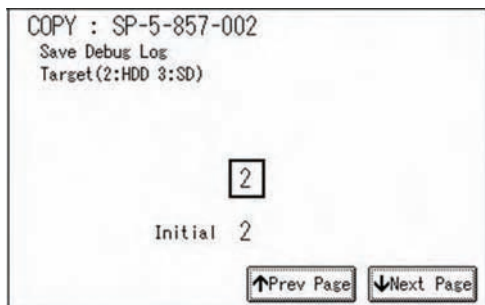 COPY : SP-5-857-002
Save Debug Log
Target(2:HDD 3:SD)
2
Initial 2
↑Prev Page ↓Next Page